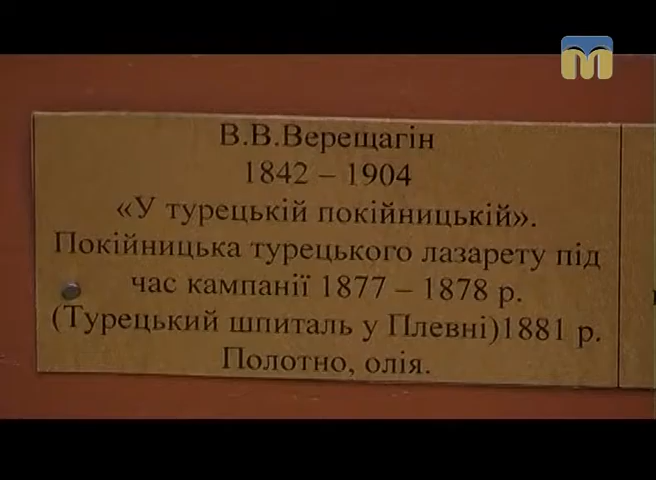 В.В.Верещагін
1842 – 1904
«У турецькій покійницькій».
Покійницька турецького лазарету під
час кампанії 1877 – 1878 р.
(Турецький шпиталь у Плевні)1881 р.
Полотно, олія.
М